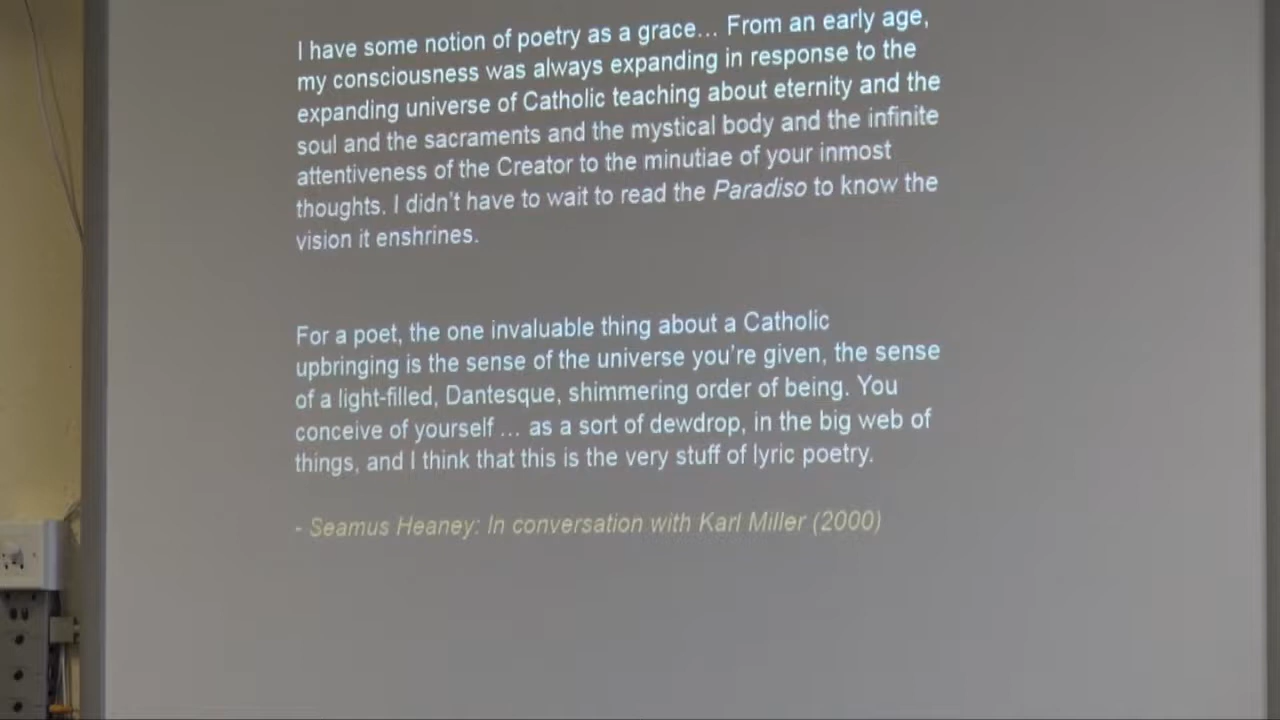 I have some notion of poetry as a grace... From an early age,
my consciousness was always expanding in response to the
expanding universe of Catholic teaching about eternity and the
soul and the sacraments and the mystical body and the infinite
attentiveness of the Creator to the minutiae of your inmost
thoughts. I didn't have to wait to read the Paradiso to know the
vision it enshrines.
For a poet, the one invaluable thing about a Catholic
upbringing is the sense of the universe you're given, the sense
of a light-filled, Dantesque, shimmering order of being. You
conceive of yourself ... as a sort of dewdrop, in the big web of
things, and I think that this is the very stuff of lyric poetry.
- Seamus Heaney: In conversation with Karl Miller (2000)